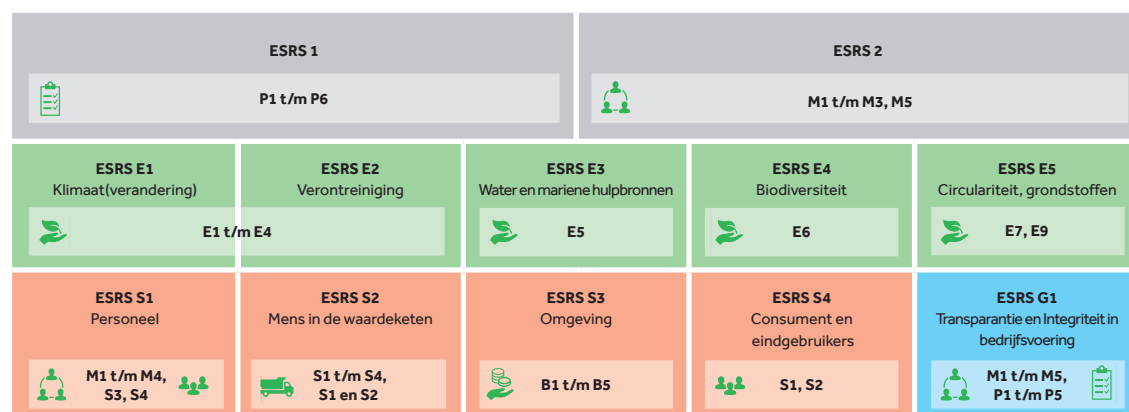 ESRS 1
P1 t/m P6
ESRS 2
M1 t/m M3, M5
ESRS E1
Klimaat(verandering)
ESRS E2
Verontreiniging
E1 t/m E4
ESRS E3
Water en mariene hulpbronnen
E5
ESRS E4
Biodiversiteit
E6
ESRS E5
Circulariteit, grondstoffen
E7, E9
ESRS S1
Personeel
M1 t/m M4,
S3, S4
ESRS S2
Mens in de waardeketen
S1 t/m S4,
S1 en S2
ESRS S3
Omgeving
B1 t/m B5
ESRS S4
Consument en
eindgebruikers
S1, S2
ESRS G1
Transparantie en Integriteit in
bedrijfsvoering
M1 t/m M5,
P1 t/m P5